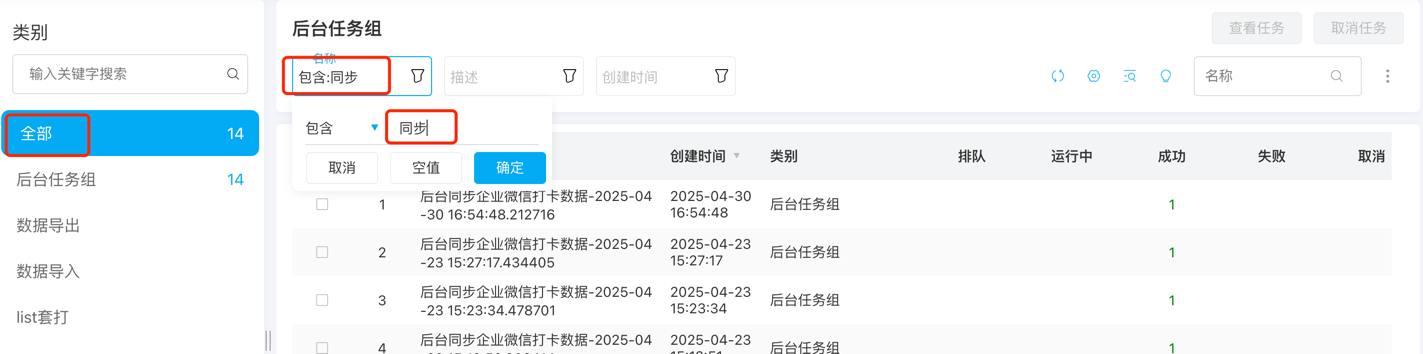 类别
输入关键字搜索
全部 14
后台任务组 14
数据导出
数据导入
list套打
后台任务组
查看任务 取消任务
名称
包含:同步 描述 创建时间 名称
包含 同步
取消 空值 确定
创建时间 类别 排队 运行中 成功 失败 取消
1 后台同步企业微信打卡数据-2025-04
-30 16:54:48.212716 2025-04-30
16:54:48 后台任务组 1
2 后台同步企业微信打卡数据-2025-04
-23 15:27:17.434405 2025-04-23
15:27:17 后台任务组 1
3 后台同步企业微信打卡数据-2025-04
-23 15:23:34.478701 2025-04-23
15:23:34 后台任务组 1
4 后台同步企业微信打卡数据-2025-04 2025-04-23
后台任务组 1